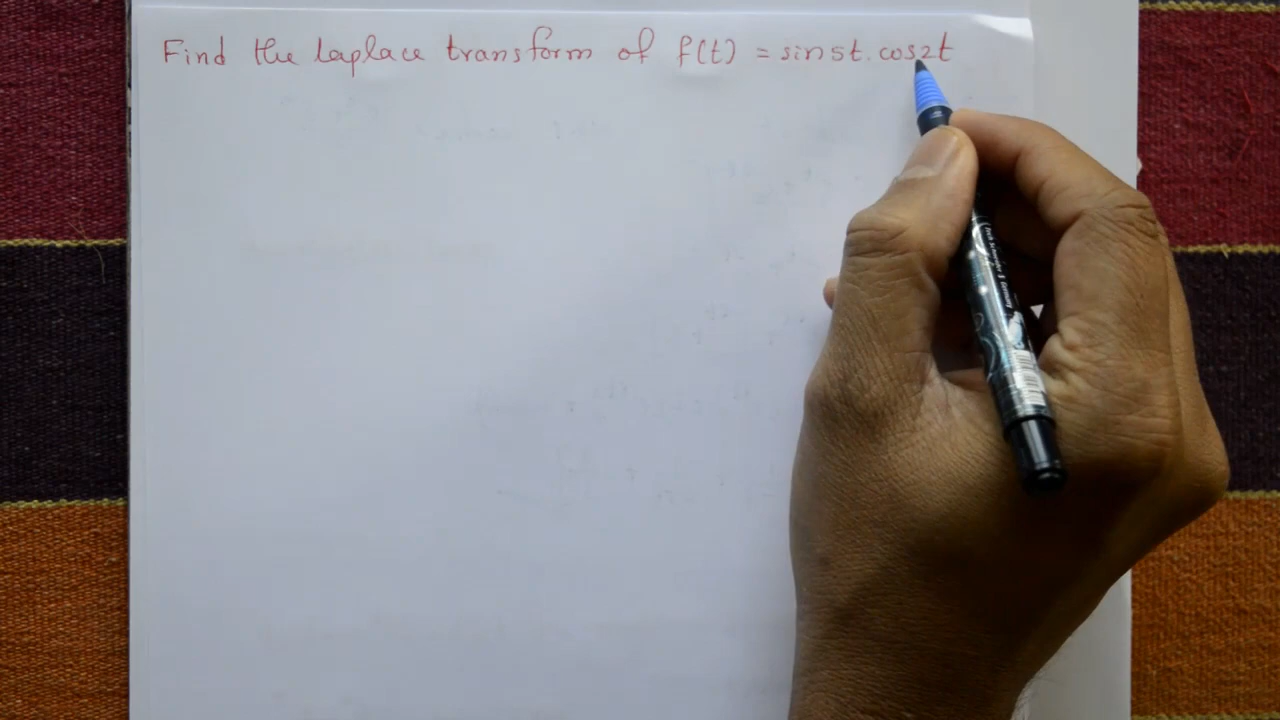 Find the laplace transform of f(t) = sin5t. cos2t